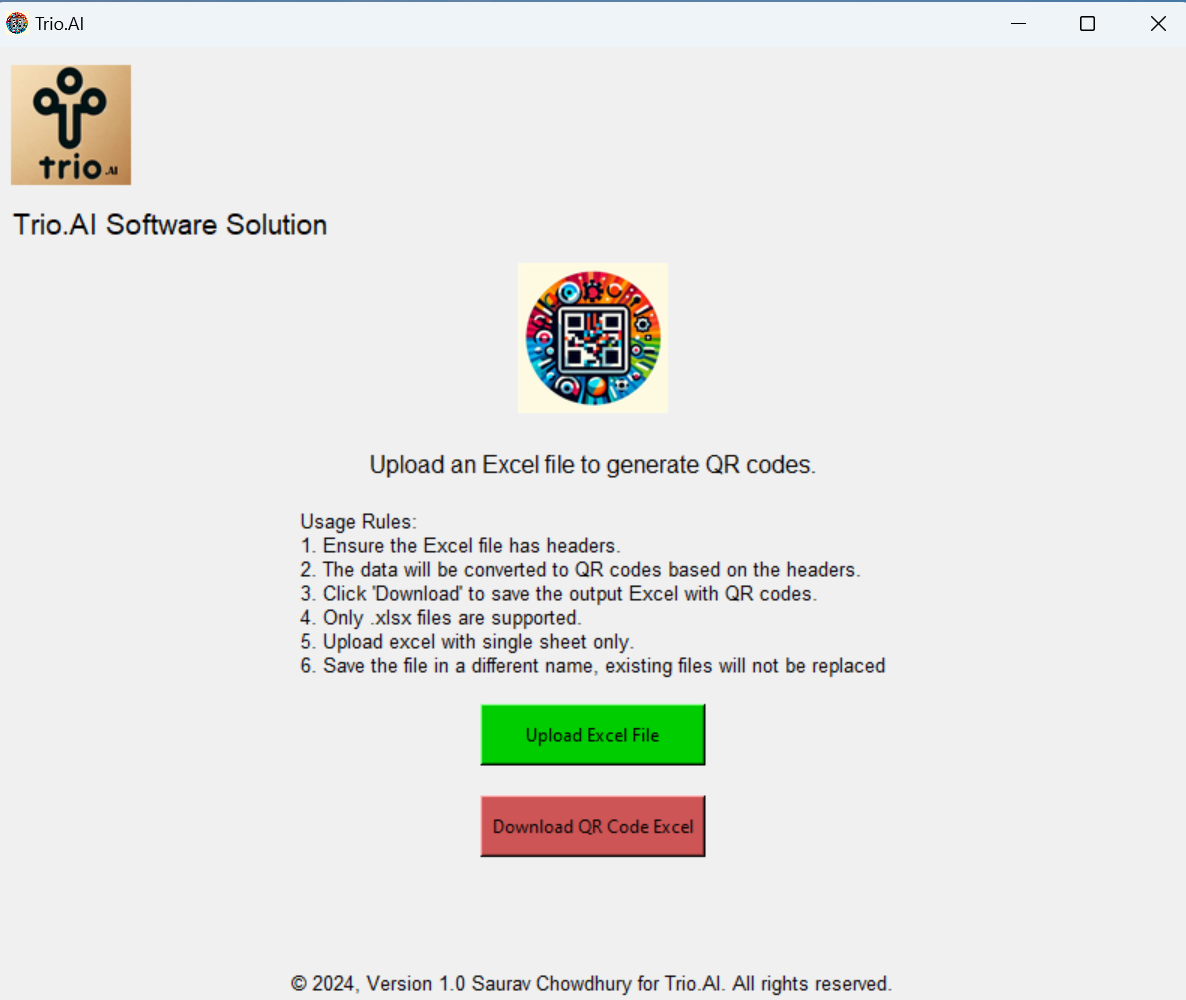 Trio.AI
trio.AI
Trio.AI Software Solution
Upload an Excel file to generate QR codes.
Usage Rules:
1. Ensure the Excel file has headers.
2. The data will be converted to QR codes based on the headers.
3. Click 'Download' to save the output Excel with QR codes.
4. Only .xlsx files are supported.
5. Upload excel with single sheet only.
6. Save the file in a different name, existing files will not be replaced
Upload Excel File
Download QR Code Excel
© 2024, Version 1.0 Saurav Chowdhury for Trio.AI. All rights reserved.